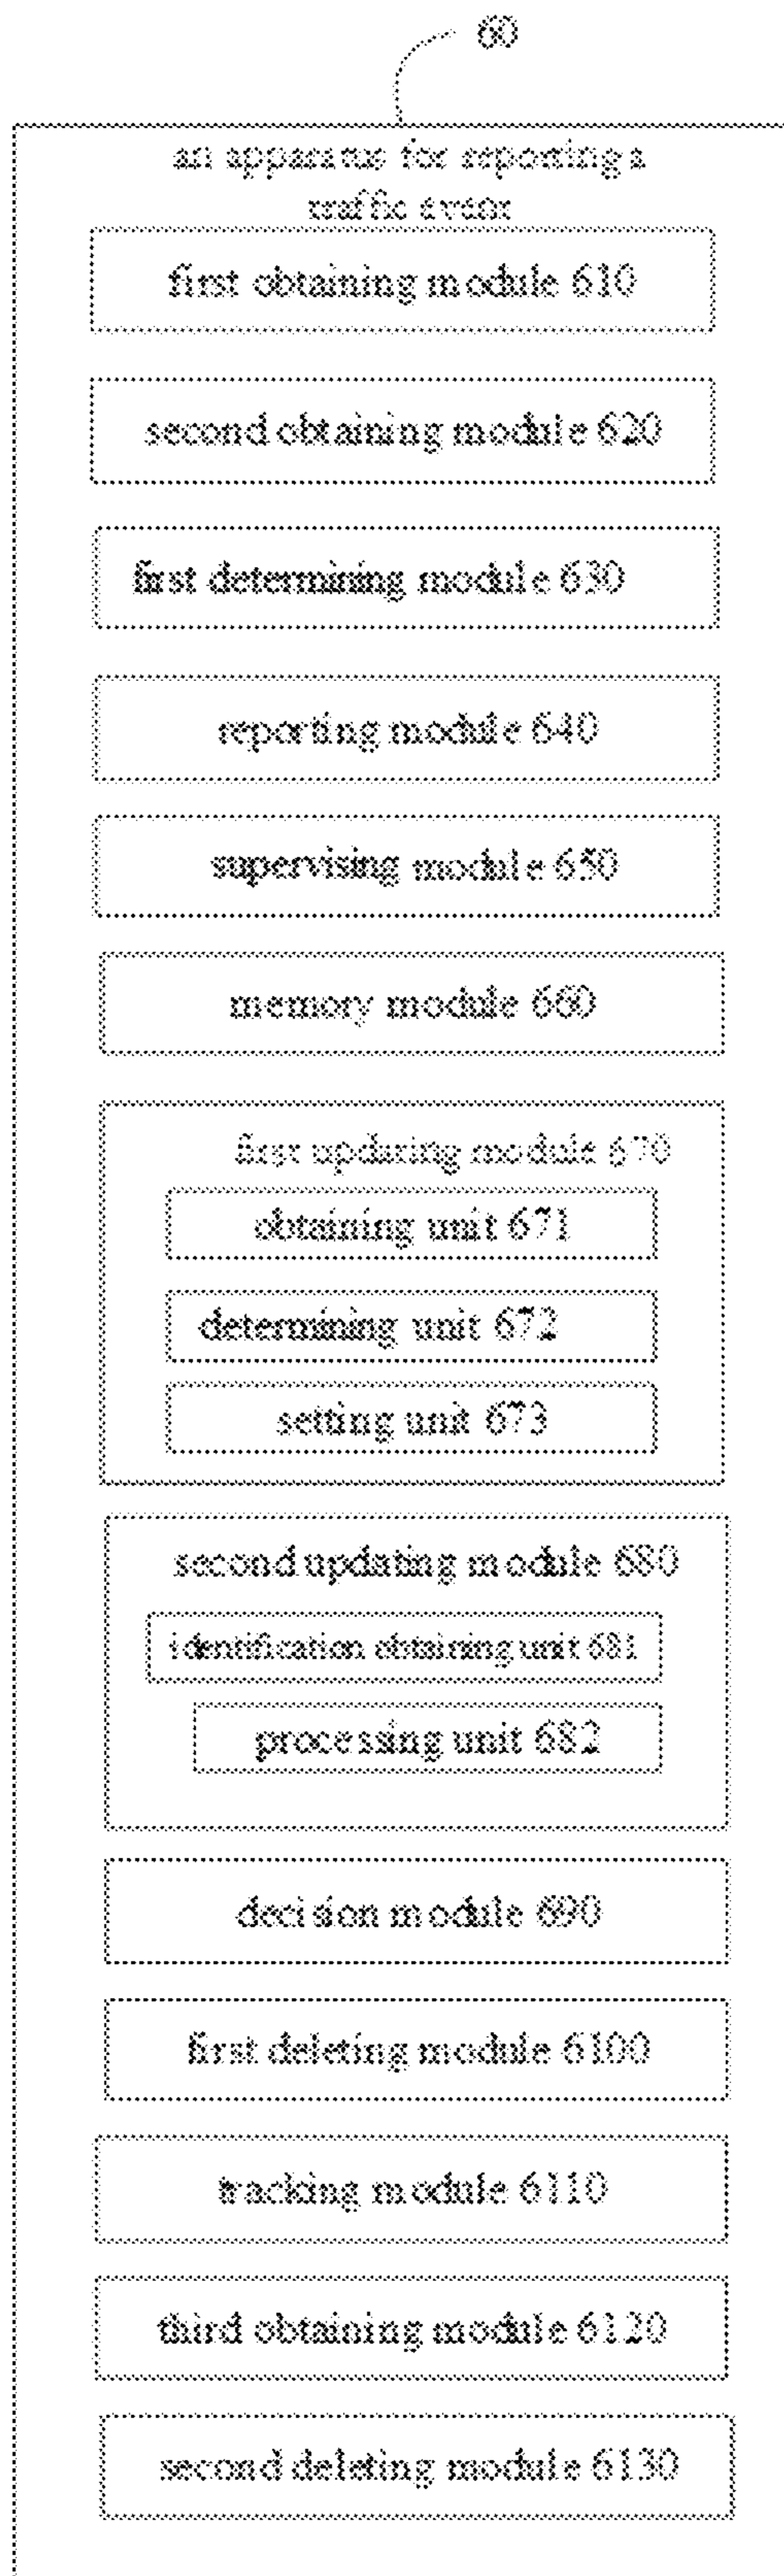 60
an apparatus for reporting a
traffic event
first obtaining module 610
second obtaining module 620
first determining module 630
reporting module 640
supervising module 650
memory module 660
first updating module 670
obtaining unit 671
determining unit 672
setting unit 673
second updating module 680
identification obtaining unit 681
processing unit 682
decision module 690
first deleting module 6100
tracking module 6110
third obtaining module 6120
second deleting module 6130